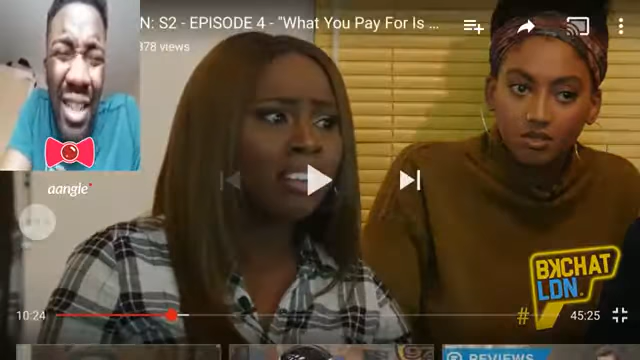 N: S2 - EPISODE 4 - "What You Pay For Is ...
378 views
aangle
BKCHAT
LDN.
10:24
#
45:25
REVIEWS